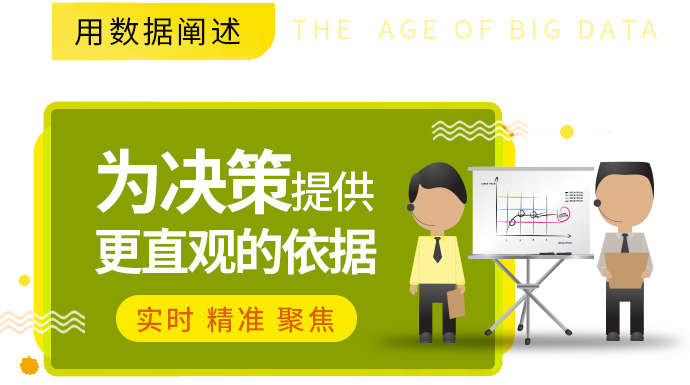 用数据阐述
THE AGE OF BIG DATA
为决策提供
更直观的依据
实时 精准 聚焦